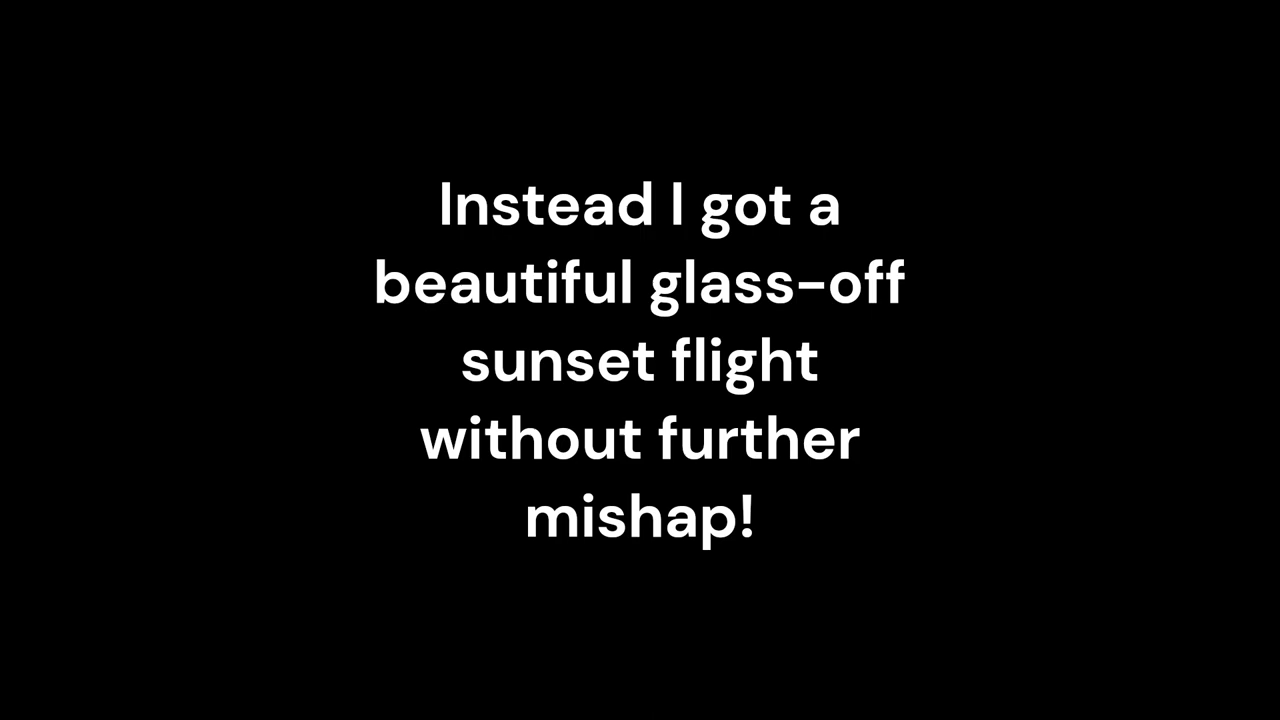 Instead I got a
beautiful glass-off
sunset flight
without further
mishap!